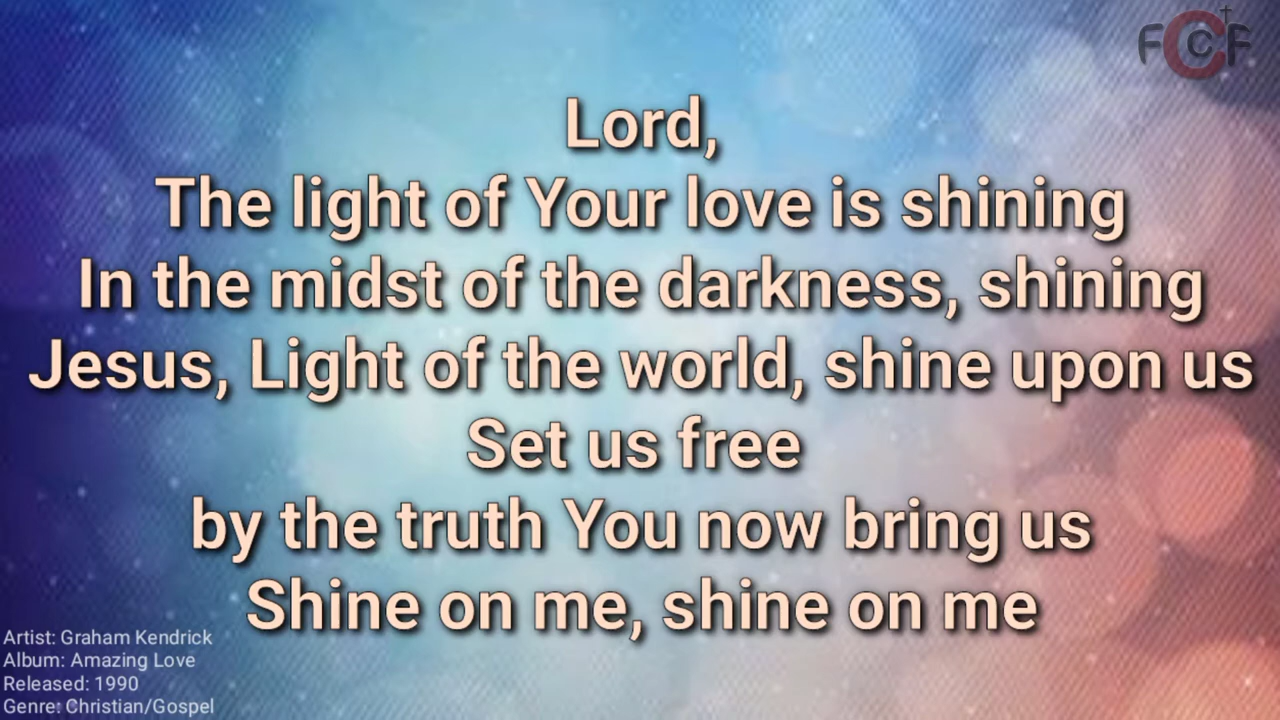 FCCF
Lord,
The light of Your love is shining
In the midst of the darkness, shining
Jesus, Light of the world, shine upon us
Set us free
by the truth You now bring us
Shine on me, shine on me
Artist: Graham Kendrick
Album: Amazing Love
Released: 1990
Genre: Christian/Gospel